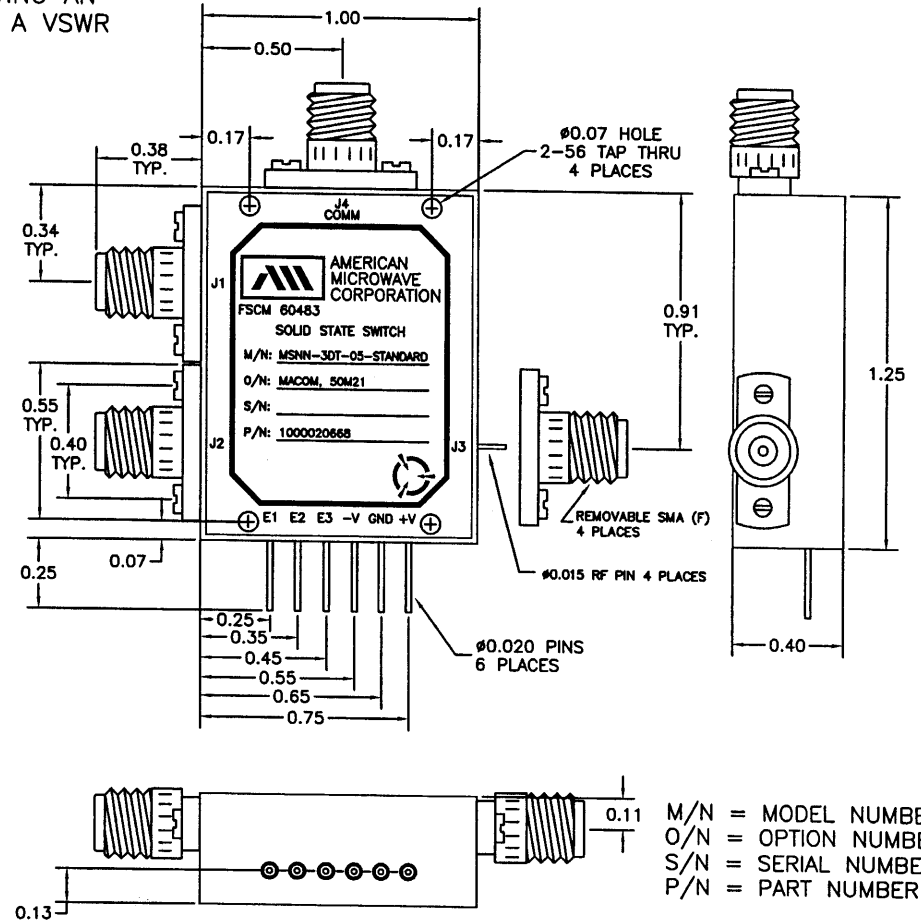 A VSWR
1.00
0.50
0.17
0.17
0.38
TYP.
ø0.07 HOLE
2-56 TAP THRU
4 PLACES
0.34
TYP.
J4
COMM
J1
AMERICAN
MICROWAVE
CORPORATION
FSCM 60483
SOLID STATE SWITCH
M/N: MSNN-3DT-05-STANDARD
O/N: MACOM, 50M21
S/N:
P/N: 1000020668
0.91
TYP.
1.25
0.55
TYP.
0.40
TYP.
J2
J3
REMOVABLE SMA (F)
4 PLACES
E1 E2 E3 -V GND +V
0.07
0.25
ø0.015 RF PIN 4 PLACES
0.25
0.35
0.45
0.55
0.65
0.75
ø0.020 PINS
6 PLACES
0.40
0.11
0.13
M/N = MODEL NUMBE
O/N = OPTION NUMBE
S/N = SERIAL NUMBE
P/N = PART NUMBER